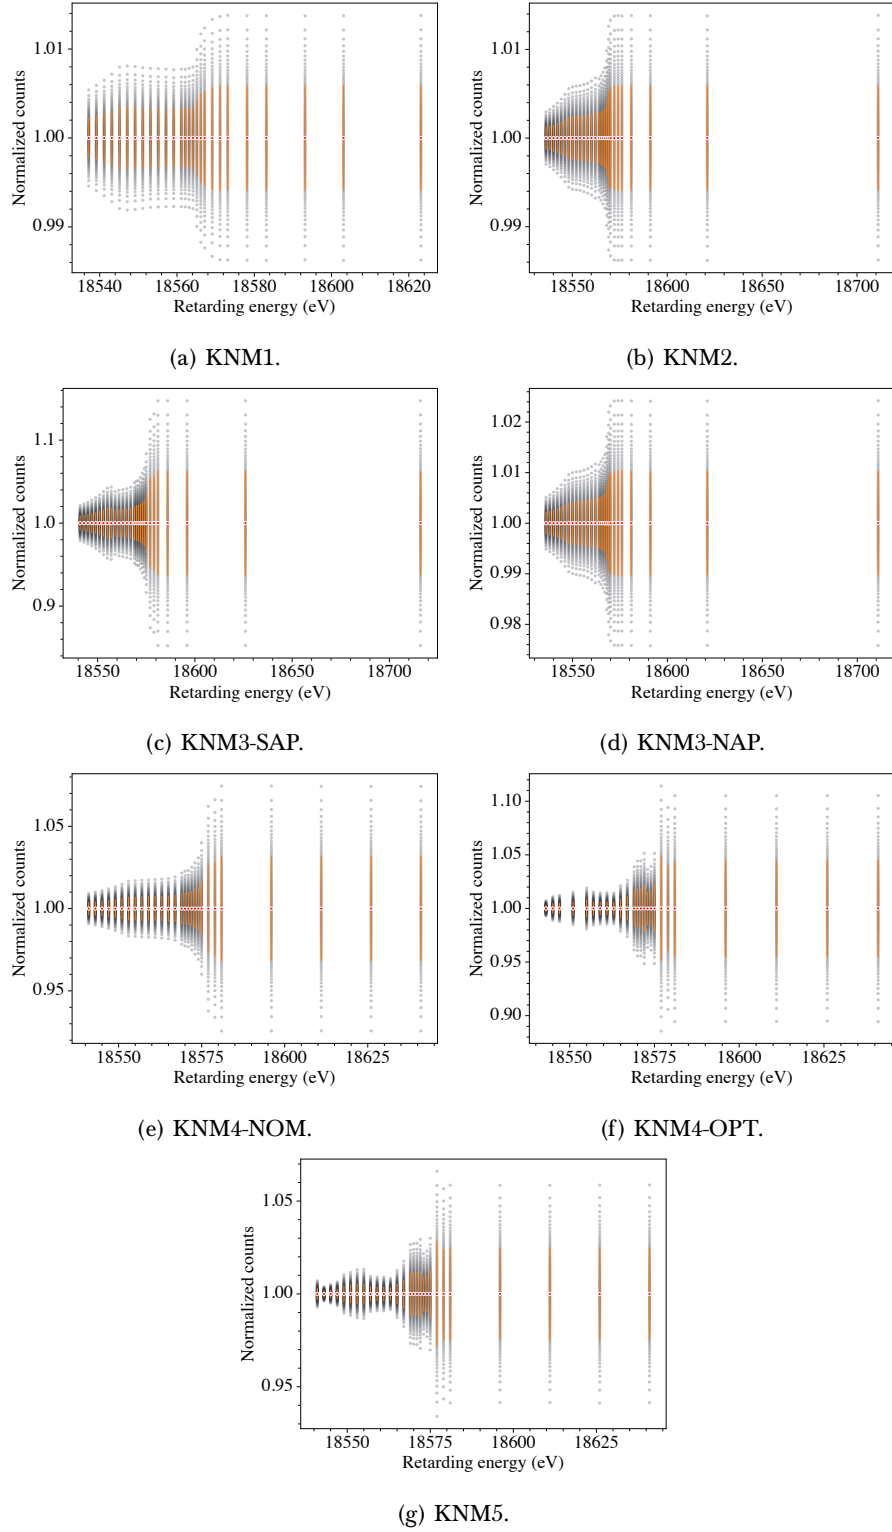 1.01
1.00
0.99
Normalized counts
18540 18560 18580 18600 18620
Retarding energy (eV)
(a) KNM1.
1.01
1.00
0.99
Normalized counts
18550 18600 18650 18700
Retarding energy (eV)
(b) KNM2.
1.1
1.0
0.9
Normalized counts
18550 18600 18650 18700
Retarding energy (eV)
(c) KNM3-SAP.
1.02
1.01
1.00
0.99
0.98
Normalized counts
18550 18600 18650 18700
Retarding energy (eV)
(d) KNM3-NAP.
1.05
1.00
0.95
Normalized counts
18550 18575 18600 18625
Retarding energy (eV)
(e) KNM4-NOM.
1.10
1.05
1.00
0.95
0.90
Normalized counts
18550 18575 18600 18625
Retarding energy (eV)
(f) KNM4-OPT.
1.05
1.00
0.95
Normalized counts
18550 18575 18600 18625
Retarding energy (eV)
(g) KNM5.